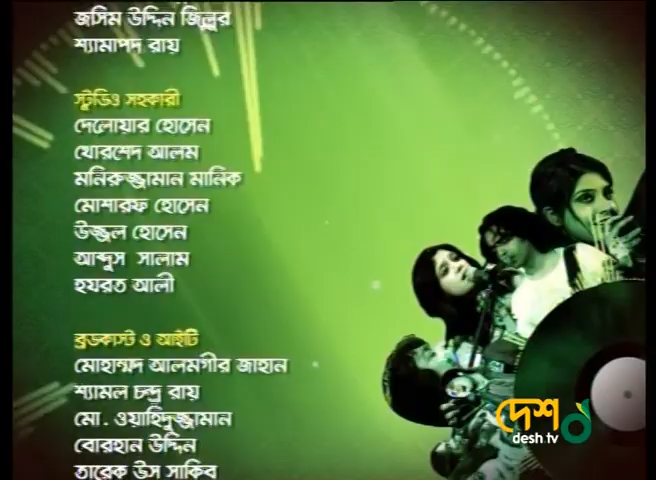 জসিম উদ্দিন জিল্লুর
শ্যামাপদ রায়
স্টুডিও সহকারী
দেলোয়ার হোসেন
খোরশেদ আলম
মনিরুজ্জামান মানিক
মোশারফ হোসেন
উজ্জল হোসেন
আব্দুস সালাম
হযরত আলী
ব্রডকাস্ট ও আইটি
মোহাম্মদ আলমগীর জাহান
শ্যামল চন্দ্র রায়
মো. ওয়াহিদুজ্জামান
বোরহান উদ্দিন
তারেক উস সাকিব
দেশ
desh tv